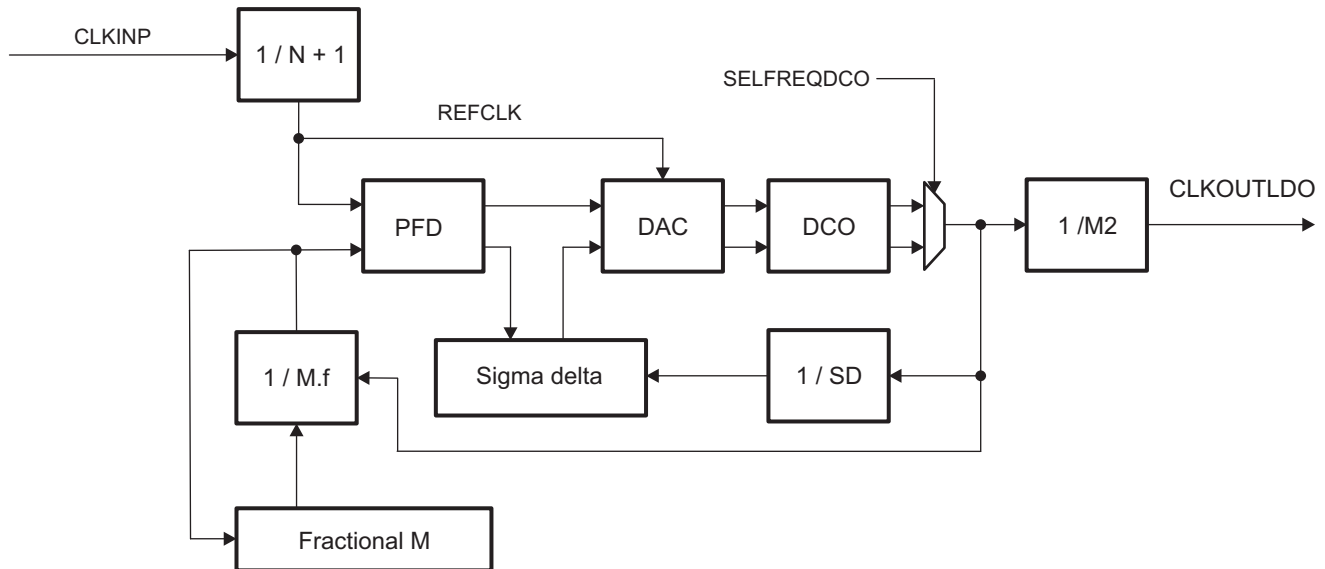 CLKINP
1 / N + 1
SELFREQDCO
REFCLK
CLKOUTLDO
PFD
DAC
DCO
1 /M2
1 / M.f
Sigma delta
1 / SD
Fractional M